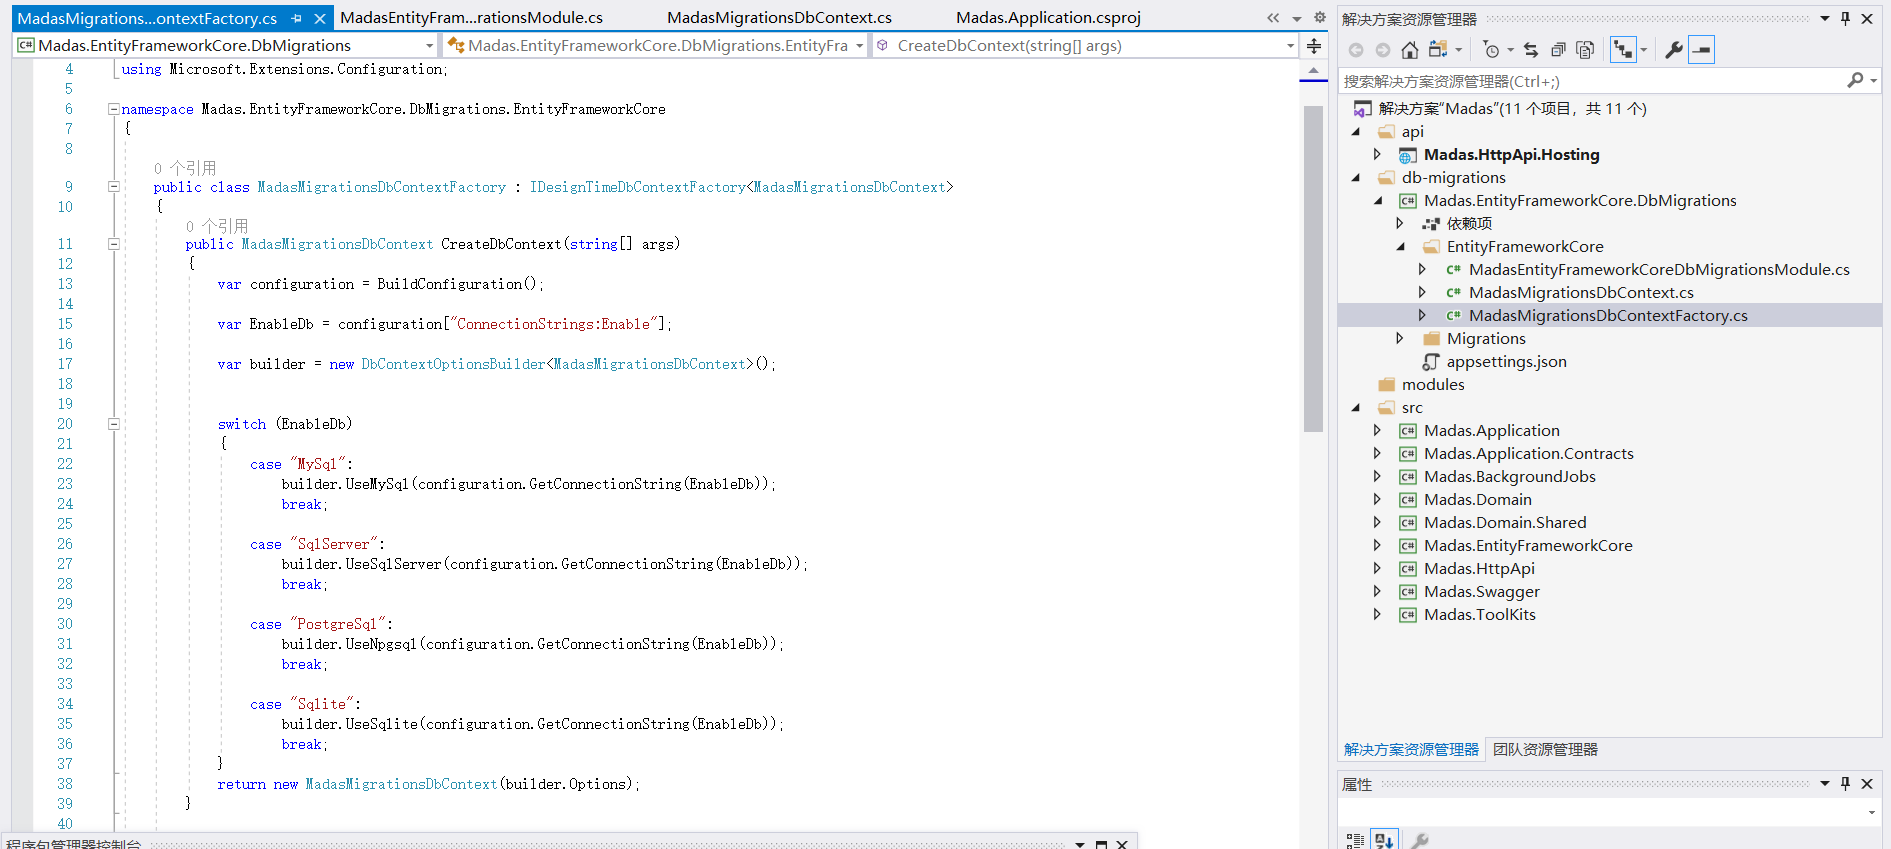 MadasMigrations...ontextFactory.cs
MadasEntityFram...rationsModule.cs
MadasMigrationsDbContext.cs
Madas.Application.csproj
Madas.EntityFrameworkCore.DbMigrations
Madas.EntityFrameworkCore.DbMigrations.EntityFra
CreateDbContext(string[] args)
4 using Microsoft.Extensions.Configuration;
5
6 namespace Madas.EntityFrameworkCore.DbMigrations.EntityFrameworkCore
7 {
8
0 个引用
9 public class MadasMigrationsDbContextFactory : IDesignTimeDbContextFactory<MadasMigrationsDbContext>
10 {
0 个引用
11 public MadasMigrationsDbContext CreateDbContext(string[] args)
12 {
13 var configuration = BuildConfiguration();
14
15 var EnableDb = configuration["ConnectionStrings:Enable"];
16
17 var builder = new DbContextOptionsBuilder<MadasMigrationsDbContext>();
18
19
20 switch (EnableDb)
21 {
22 case "MySql":
23 builder.UseMySql(configuration.GetConnectionString(EnableDb));
24 break;
25
26 case "SqlServer":
27 builder.UseSqlServer(configuration.GetConnectionString(EnableDb));
28 break;
29
30 case "PostgreSql":
31 builder.UseNpgsql(configuration.GetConnectionString(EnableDb));
32 break;
33
34 case "Sqlite":
35 builder.UseSqlite(configuration.GetConnectionString(EnableDb));
36 break;
37 }
38 return new MadasMigrationsDbContext(builder.Options);
39 }
40
程序包管理器控制台
解决方案资源管理器
搜索解决方案资源管理器(Ctrl+;)
解决方案"Madas"(11 个项目，共 11 个)
api
Madas.HttpApi.Hosting
db-migrations
C# Madas.EntityFrameworkCore.DbMigrations
依赖项
EntityFrameworkCore
C# MadasEntityFrameworkCoreDbMigrationsModule.cs
C# MadasMigrationsDbContext.cs
C# MadasMigrationsDbContextFactory.cs
Migrations
appsettings.json
modules
src
C# Madas.Application
C# Madas.Application.Contracts
C# Madas.BackgroundJobs
C# Madas.Domain
C# Madas.Domain.Shared
C# Madas.EntityFrameworkCore
C# Madas.HttpApi
C# Madas.Swagger
C# Madas.ToolKits
解决方案资源管理器 团队资源管理器
属性